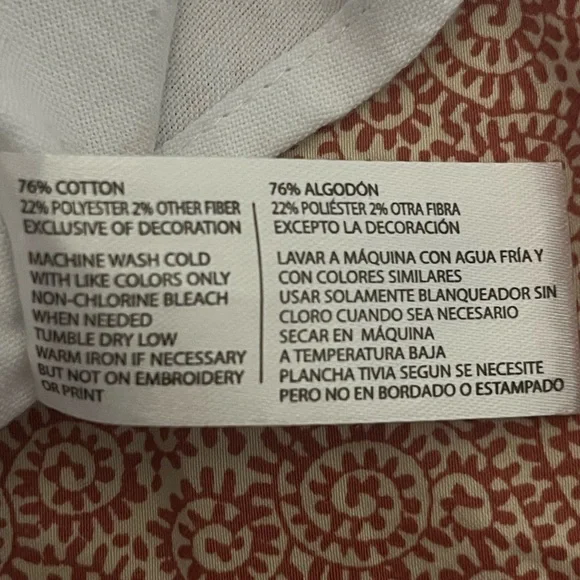 76% COTTON
22% POLYESTER 2% OTHER FIBER
EXCLUSIVE OF DECORATION
MACHINE WASH COLD
WITH LIKE COLORS ONLY
NON-CHLORINE BLEACH
WHEN NEEDED
TUMBLE DRY LOW
WARM IRON IF NECESSARY
BUT NOT ON EMBROIDERY
OR PRINT
76% ALGODÓN
22% POLIÉSTER 2% OTRA FIBRA
EXCEPTO LA DECORACIÓN
LAVAR A MÁQUINA CON AGUA FRÍA Y
CON COLORES SIMILARES
USAR SOLAMENTE BLANQUEADOR SIN
CLORO CUANDO SEA NECESARIO
SECAR EN MÁQUINA
A TEMPERATURA BAJA
PLANCHA TIVIA SEGUN SE NECESITE
PERO NO EN BORDADO O ESTAMPADO